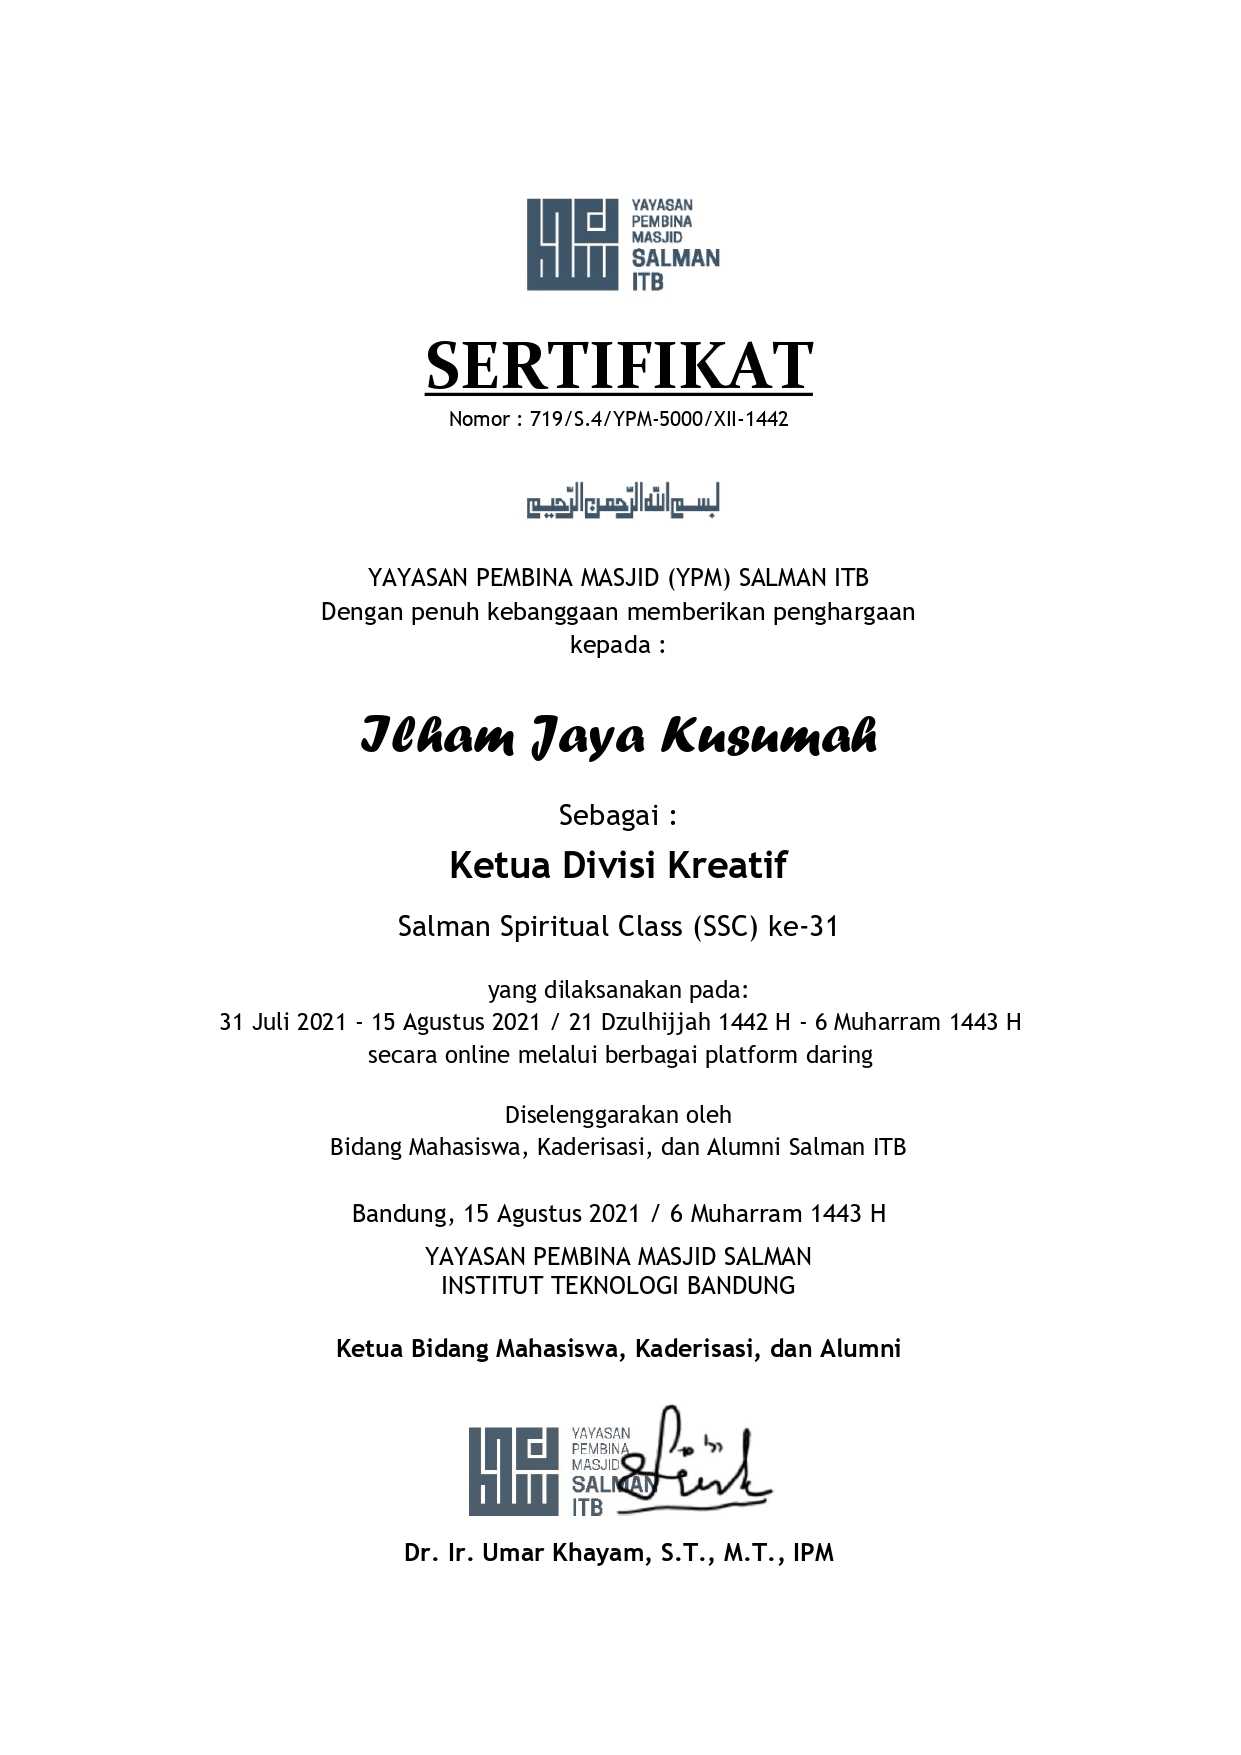 YAYASAN
PEMBINA
MASJID
SALMAN
ITB
SERTIFIKAT
Nomor : 719/S.4/YPM-5000/XII-1442
بسم الله الرّحمن الرّحيم
YAYASAN PEMBINA MASJID (YPM) SALMAN ITB
Dengan penuh kebanggaan memberikan penghargaan
kepada :
Ilham Jaya Kusumah
Sebagai :
Ketua Divisi Kreatif
Salman Spiritual Class (SSC) ke-31
yang dilaksanakan pada:
31 Juli 2021 - 15 Agustus 2021 / 21 Dzulhijjah 1442 H - 6 Muharram 1443 H
secara online melalui berbagai platform daring
Diselenggarakan oleh
Bidang Mahasiswa, Kaderisasi, dan Alumni Salman ITB
Bandung, 15 Agustus 2021 / 6 Muharram 1443 H
YAYASAN PEMBINA MASJID SALMAN
INSTITUT TEKNOLOGI BANDUNG
Ketua Bidang Mahasiswa, Kaderisasi, dan Alumni
YAYASAN
PEMBINA
MASJID
SALMAN
ITB
Dr. Ir. Umar Khayam, S.T., M.T., IPM